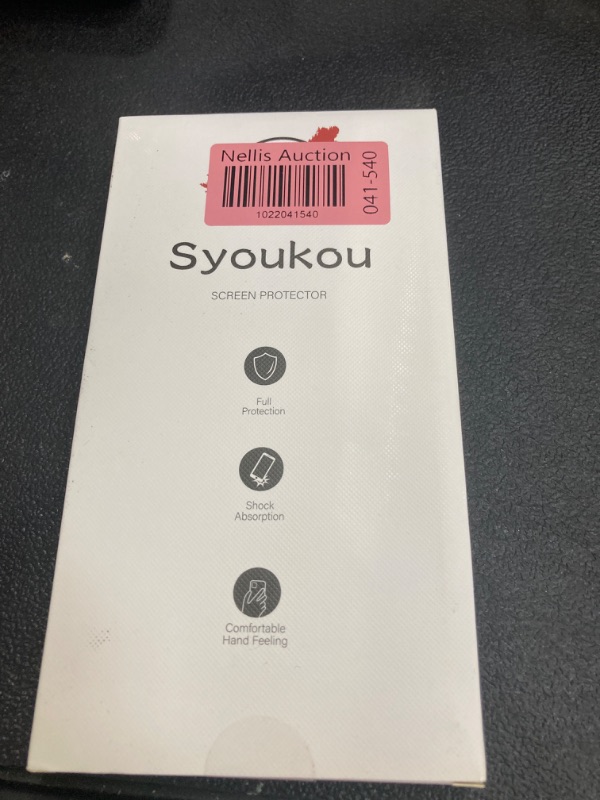 Nellis Auction
1022041540
041-540
Syoukou
SCREEN PROTECTOR
Full
Protection
Shock
Absorption
Comfortable
Hand Feeling